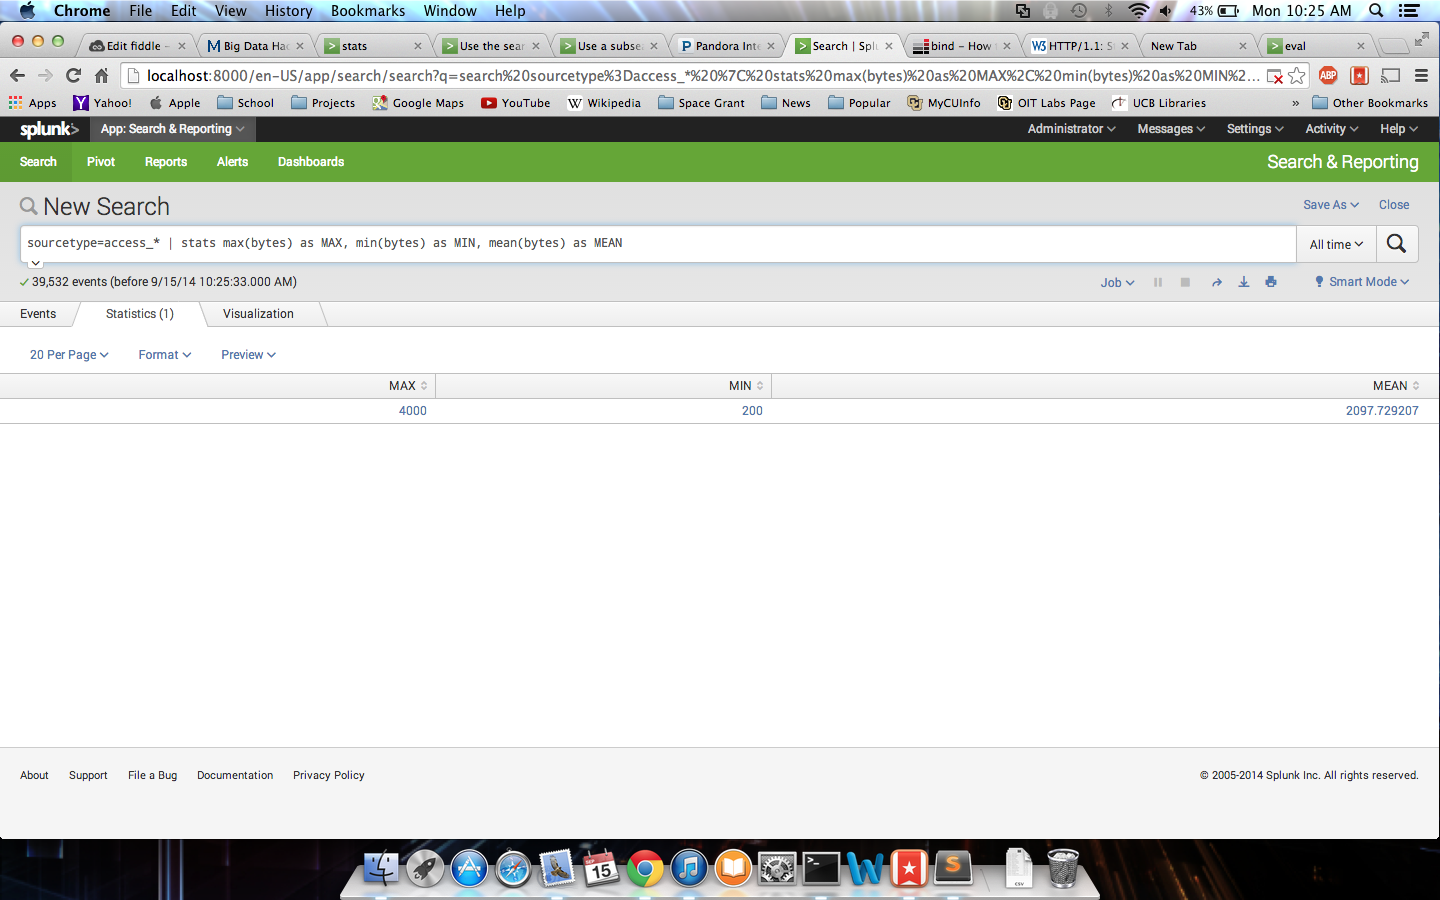 Chrome File Edit View History Bookmarks Window Help 43% Mon 10:25 AM
Edit fiddle - Big Data Hac stats Use the sear Use a subse Pandora Inte Search | Splu bind - How HTTP/1.1: S New Tab eval
localhost:8000/en-US/app/search/search?q=search%20sourcetype%3Daccess_*%20%7C%20stats%20max(bytes)%20as%20MAX%2C%20min(bytes)%20as%20MIN%2... ABP
Apps Yahoo! Apple School Projects Google Maps YouTube Wikipedia Space Grant News Popular MyCUInfo OIT Labs Page UCB Libraries » Other Bookmarks
splunk> App: Search & Reporting Administrator Messages Settings Activity Help
Search Pivot Reports Alerts Dashboards Search & Reporting
New Search Save As Close
sourcetype=access_* | stats max(bytes) as MAX, min(bytes) as MIN, mean(bytes) as MEAN All time
39,532 events (before 9/15/14 10:25:33.000 AM) Job Smart Mode
Events Statistics (1) Visualization
20 Per Page Format Preview
MAX MIN MEAN
4000 200 2097.729207
About Support File a Bug Documentation Privacy Policy © 2005-2014 Splunk Inc. All rights reserved.
SEP
15
CSV